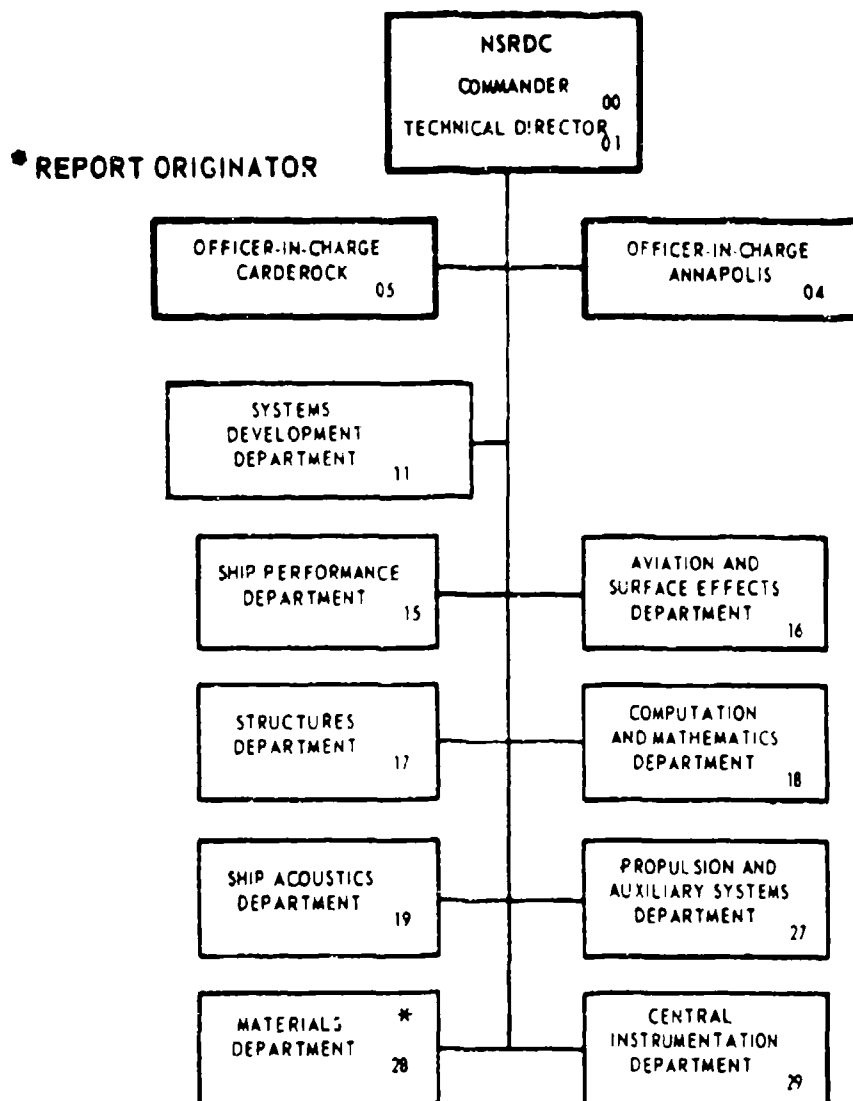 NSRDC
COMMANDER
00
TECHNICAL DIRECTOR
01
* REPORT ORIGINATOR
OFFICER-IN-CHARGE
CARDEROCK
05
OFFICER-IN-CHARGE
ANNAPOLIS
04
SYSTEMS
DEVELOPMENT
DEPARTMENT
11
SHIP PERFORMANCE
DEPARTMENT
15
AVIATION AND
SURFACE EFFECTS
DEPARTMENT
16
STRUCTURES
DEPARTMENT
17
COMPUTATION
AND MATHEMATICS
DEPARTMENT
18
SHIP ACOUSTICS
DEPARTMENT
19
PROPULSION AND
AUXILIARY SYSTEMS
DEPARTMENT
27
MATERIALS *
DEPARTMENT
28
CENTRAL
INSTRUMENTATION
DEPARTMENT
29